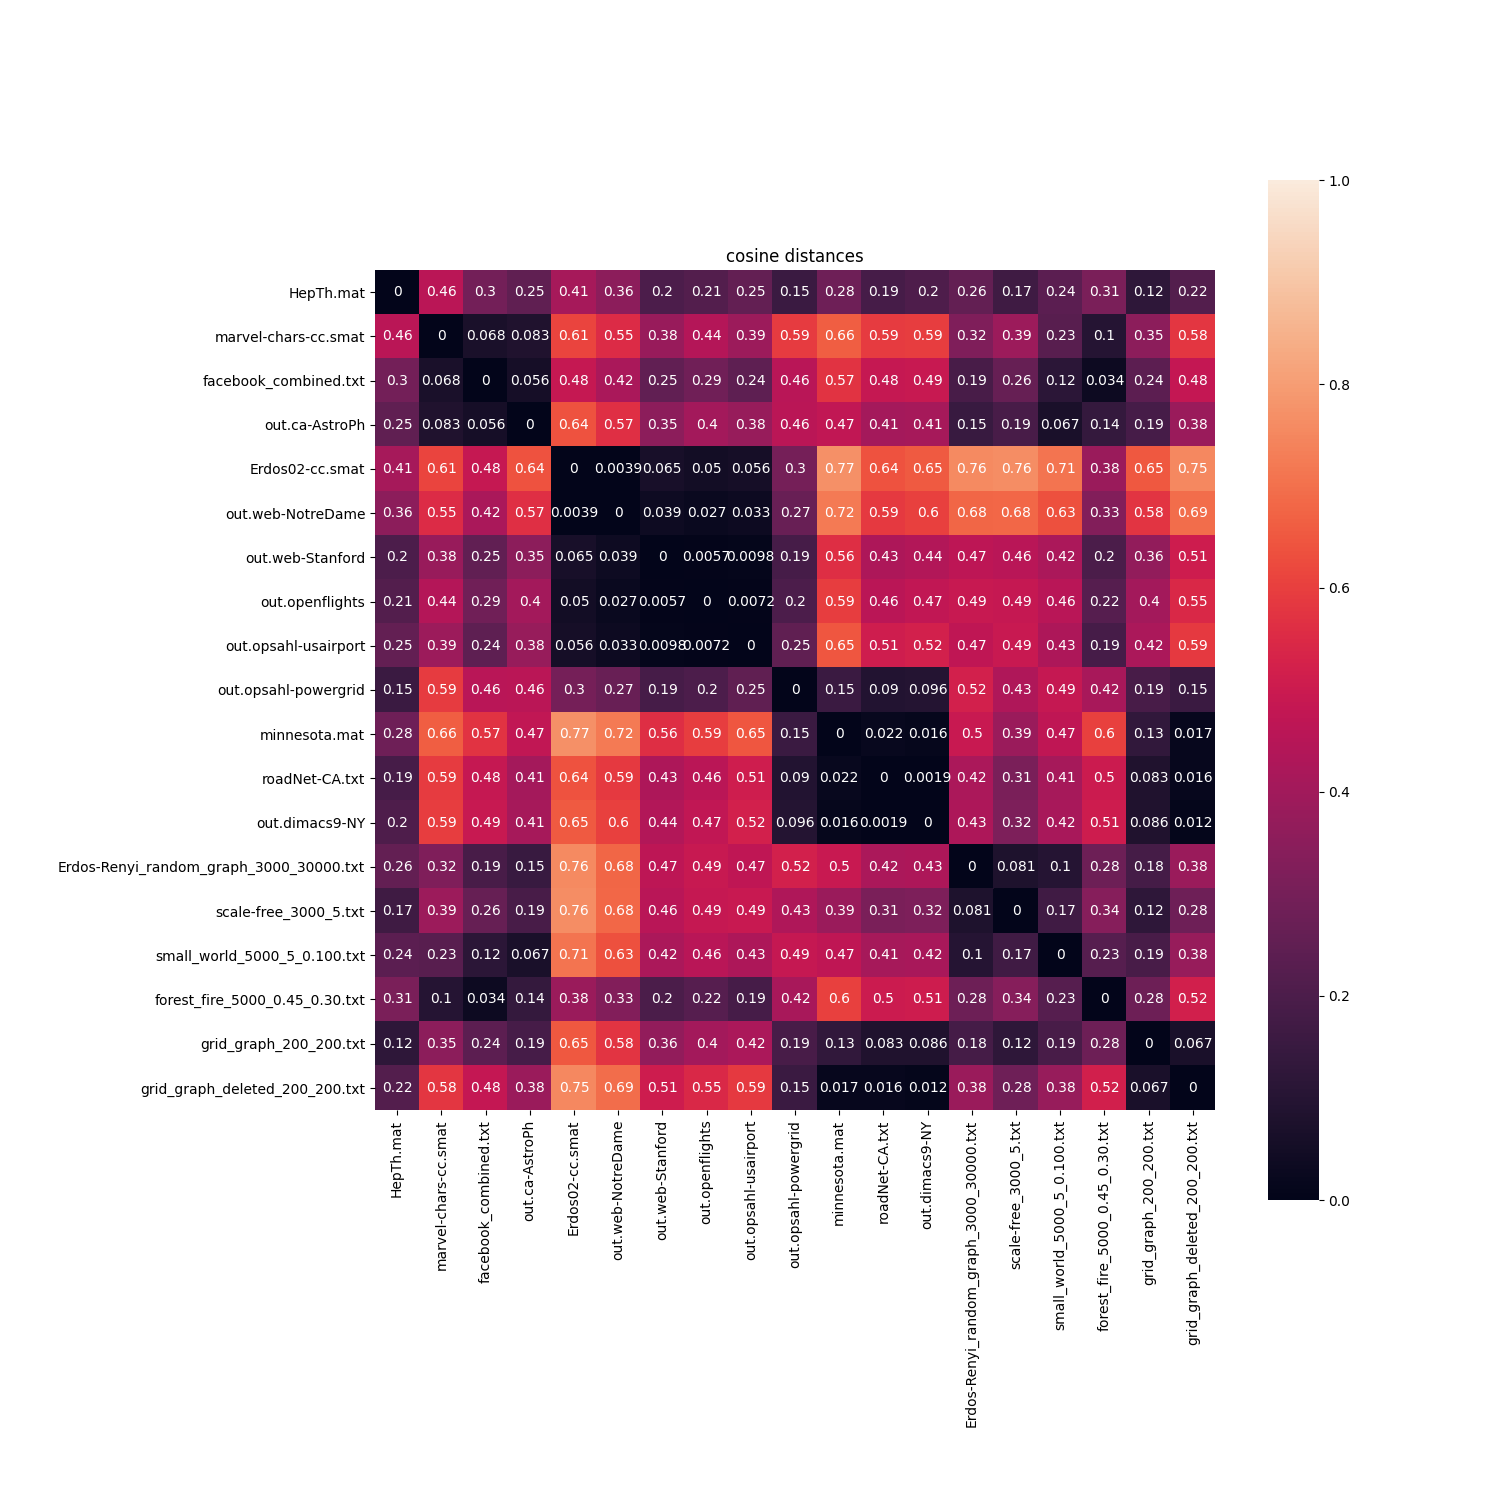 cosine distances
1.0
HepTh.mat 0 0.46 0.3 0.25 0.41 0.36 0.2 0.21 0.25 0.15 0.28 0.19 0.2 0.26 0.17 0.24 0.31 0.12 0.22
marvel-chars-cc.smat 0.46 0 0.068 0.083 0.61 0.55 0.38 0.44 0.39 0.59 0.66 0.59 0.59 0.32 0.39 0.23 0.1 0.35 0.58
facebook_combined.txt 0.3 0.068 0 0.056 0.48 0.42 0.25 0.29 0.24 0.46 0.57 0.48 0.49 0.19 0.26 0.12 0.034 0.24 0.48
0.8
out.ca-AstroPh 0.25 0.083 0.056 0 0.64 0.57 0.35 0.4 0.38 0.46 0.47 0.41 0.41 0.15 0.19 0.067 0.14 0.19 0.38
Erdos02-cc.smat 0.41 0.61 0.48 0.64 0 0.0039 0.065 0.05 0.056 0.3 0.77 0.64 0.65 0.76 0.76 0.71 0.38 0.65 0.75
out.web-NotreDame 0.36 0.55 0.42 0.57 0.0039 0 0.039 0.027 0.033 0.27 0.72 0.59 0.6 0.68 0.68 0.63 0.33 0.58 0.69
out.web-Stanford 0.2 0.38 0.25 0.35 0.065 0.039 0 0.0057 0.0098 0.19 0.56 0.43 0.44 0.47 0.46 0.42 0.2 0.36 0.51
0.6
out.openflights 0.21 0.44 0.29 0.4 0.05 0.027 0.0057 0 0.0072 0.2 0.59 0.46 0.47 0.49 0.49 0.46 0.22 0.4 0.55
out.opsahl-usairport 0.25 0.39 0.24 0.38 0.056 0.033 0.0098 0.0072 0 0.25 0.65 0.51 0.52 0.47 0.49 0.43 0.19 0.42 0.59
out.opsahl-powergrid 0.15 0.59 0.46 0.46 0.3 0.27 0.19 0.2 0.25 0 0.15 0.09 0.096 0.52 0.43 0.49 0.42 0.19 0.15
minnesota.mat 0.28 0.66 0.57 0.47 0.77 0.72 0.56 0.59 0.65 0.15 0 0.022 0.016 0.5 0.39 0.47 0.6 0.13 0.017
roadNet-CA.txt 0.19 0.59 0.48 0.41 0.64 0.59 0.43 0.46 0.51 0.09 0.022 0 0.0019 0.42 0.31 0.41 0.5 0.083 0.016
0.4
out.dimacs9-NY 0.2 0.59 0.49 0.41 0.65 0.6 0.44 0.47 0.52 0.096 0.016 0.0019 0 0.43 0.32 0.42 0.51 0.086 0.012
Erdos-Renyi_random_graph_3000_30000.txt 0.26 0.32 0.19 0.15 0.76 0.68 0.47 0.49 0.47 0.52 0.5 0.42 0.43 0 0.081 0.1 0.28 0.18 0.38
scale-free_3000_5.txt 0.17 0.39 0.26 0.19 0.76 0.68 0.46 0.49 0.49 0.43 0.39 0.31 0.32 0.081 0 0.17 0.34 0.12 0.28
small_world_5000_5_0.100.txt 0.24 0.23 0.12 0.067 0.71 0.63 0.42 0.46 0.43 0.49 0.47 0.41 0.42 0.1 0.17 0 0.23 0.19 0.38
forest_fire_5000_0.45_0.30.txt 0.31 0.1 0.034 0.14 0.38 0.33 0.2 0.22 0.19 0.42 0.6 0.5 0.51 0.28 0.34 0.23 0 0.28 0.52
0.2
grid_graph_200_200.txt 0.12 0.35 0.24 0.19 0.65 0.58 0.36 0.4 0.42 0.19 0.13 0.083 0.086 0.18 0.12 0.19 0.28 0 0.067
grid_graph_deleted_200_200.txt 0.22 0.58 0.48 0.38 0.75 0.69 0.51 0.55 0.59 0.15 0.017 0.016 0.012 0.38 0.28 0.38 0.52 0.067 0
0.0
HepTh.mat
marvel-chars-cc.smat
facebook_combined.txt
out.ca-AstroPh
Erdos02-cc.smat
out.web-NotreDame
out.web-Stanford
out.openflights
out.opsahl-usairport
out.opsahl-powergrid
minnesota.mat
roadNet-CA.txt
out.dimacs9-NY
Erdos-Renyi_random_graph_3000_30000.txt
scale-free_3000_5.txt
small_world_5000_5_0.100.txt
forest_fire_5000_0.45_0.30.txt
grid_graph_200_200.txt
grid_graph_deleted_200_200.txt